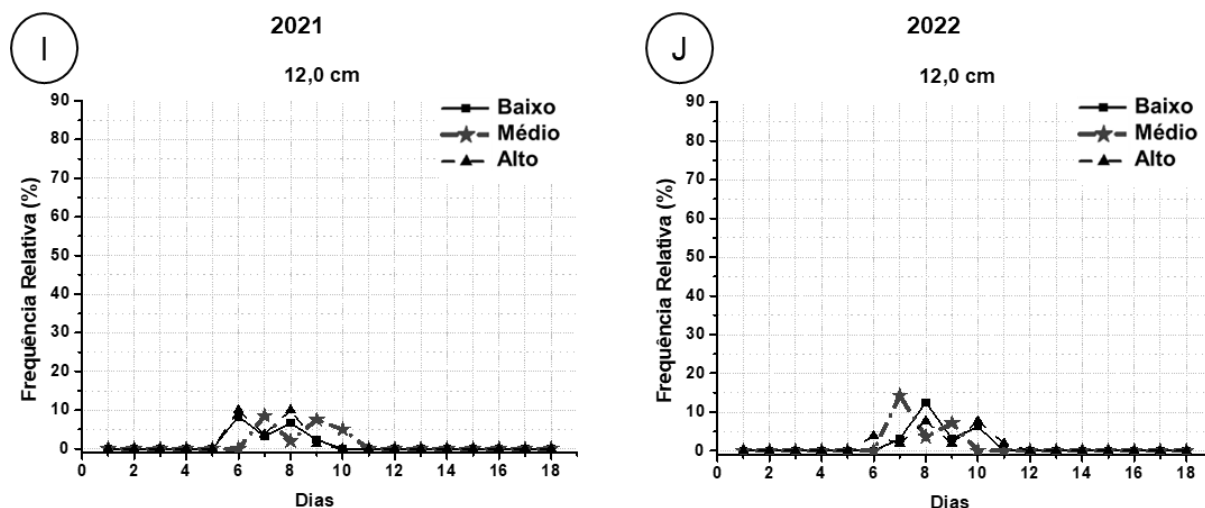 I
2021
12,0 cm
Baixo
Médio
Alto
Frequência Relativa (%)
90
80
70
60
50
40
30
20
10
0
0 2 4 6 8 10 12 14 16 18
Dias
J
2022
12,0 cm
Baixo
Médio
Alto
Frequência Relativa (%)
90
80
70
60
50
40
30
20
10
0
0 2 4 6 8 10 12 14 16 18
Dias